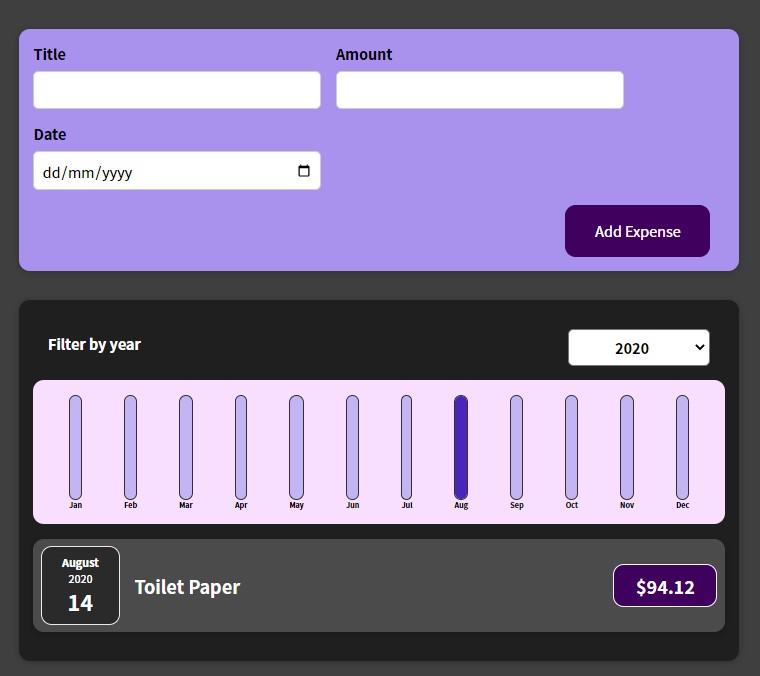 Title Amount
Date
dd/mm/yyyy
Add Expense
Filter by year 2020
Jan Feb Mar Apr May Jun Jul Aug Sep Oct Nov Dec
August
2020
14
Toilet Paper
$94.12